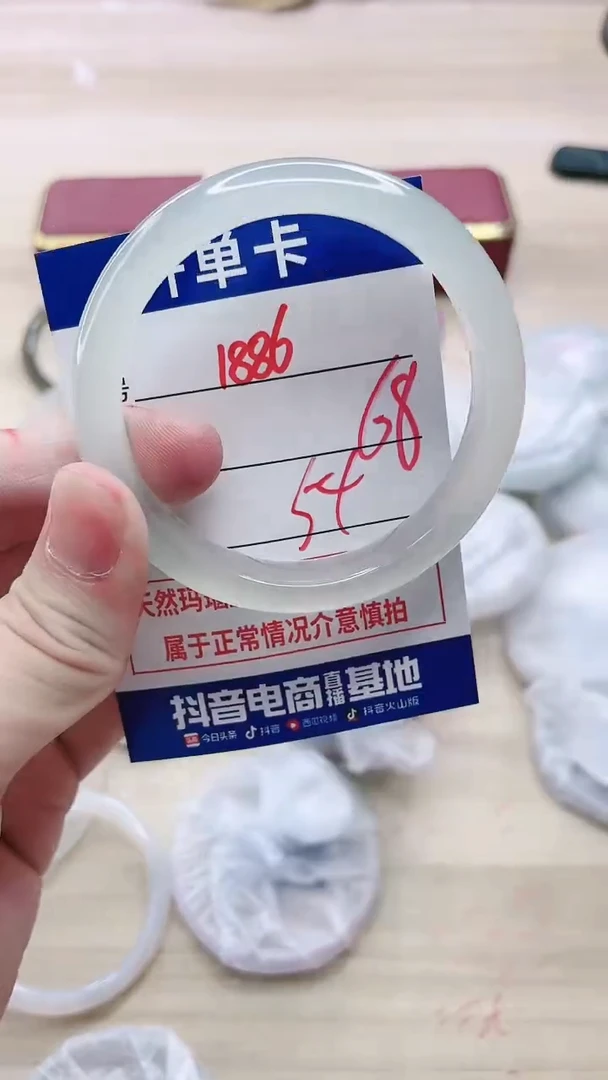 单卡
号
1886
68
54
天然玛瑙
属于正常情况介意慎拍
抖音电商直播基地
今日头条 抖音 西瓜视频 抖音火山版